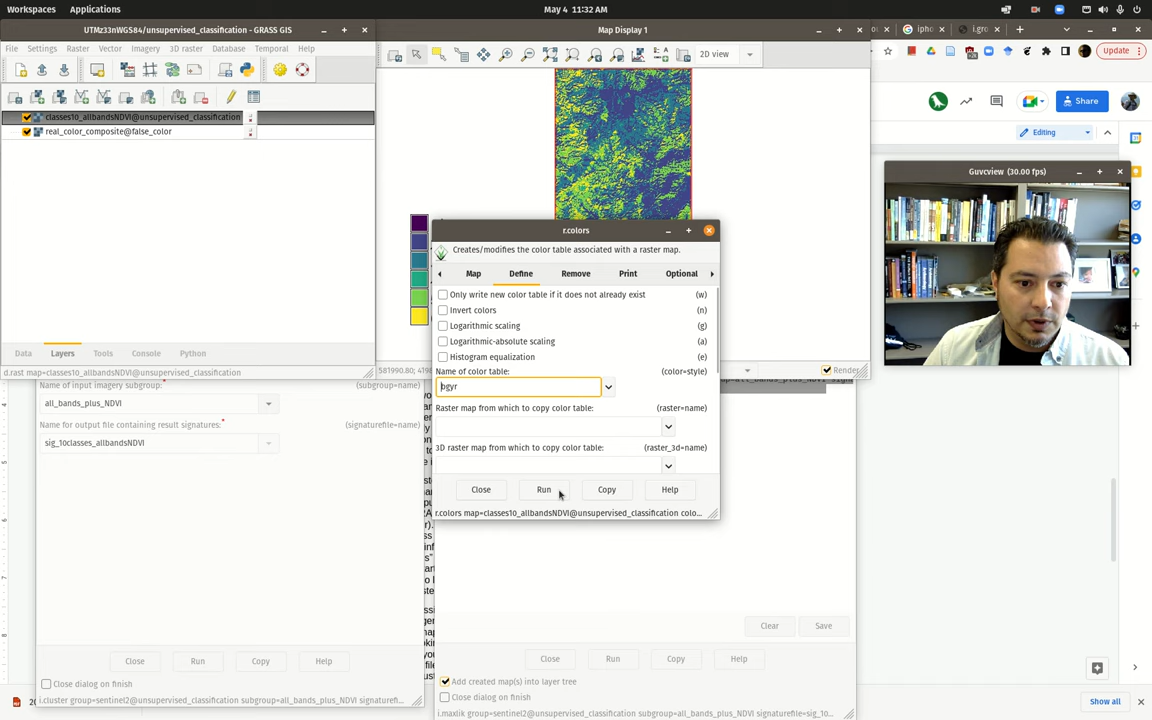 Workspaces Applications
May 4 11:32 AM
UTMz33nWGS84/unsupervised_classification - GRASS GIS
File Settings Raster Vector Imagery 3D raster Database Temporal Help
classes10_allbandsNDVI@unsupervised_classification
real_color_composite@false_color
Data Layers Tools Console Python
d.rast map=classes10_allbandsNDVI@unsupervised_classification
Map Display 1
2D view
581990.80; 4198
Render
ipho
i.gro
Update
Share
Editing
Guvcview (30.00 fps)
r.colors
Creates/modifies the color table associated with a raster map.
Map Define Remove Print Optional
Only write new color table if it does not already exist (w)
Invert colors (n)
Logarithmic scaling (g)
Logarithmic-absolute scaling (a)
Histogram equalization (e)
Name of color table: (color=style)
bgyr
Raster map from which to copy color table: (raster=name)
3D raster map from which to copy color table: (raster_3d=name)
Close Run Copy Help
r.colors map=classes10_allbandsNDVI@unsupervised_classification colo...
Name of input imagery subgroup:* (subgroup=name)
all_bands_plus_NDVI
Name for output file containing result signatures:* (signaturefile=name)
sig_10classes_allbandsNDVI
Close Run Copy Help
Close dialog on finish
i.cluster group=sentinel2@unsupervised_classification subgroup=all_bands_plus_NDVI signaturefi...
Clear Save
Close Run Copy Help
Add created map(s) into layer tree
Close dialog on finish
i.maxlik group=sentinel2@unsupervised_classification subgroup=all_bands_plus_NDVI signaturefile=sig_10...
Show all